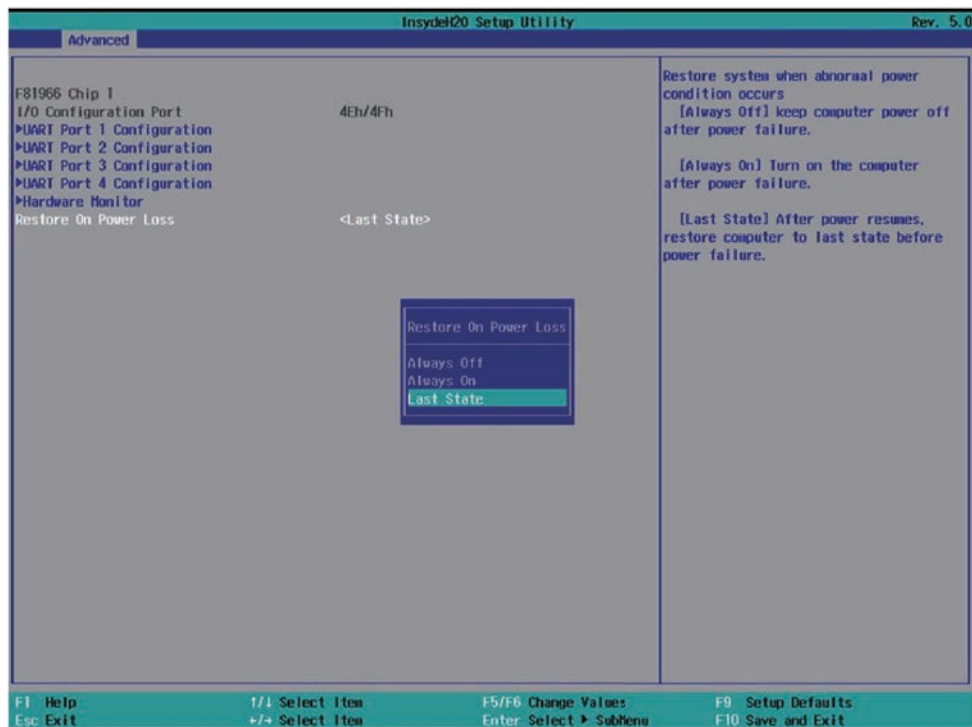 InsydeH2O Setup Utility Rev. 5.0
Advanced
F81966 Chip 1
I/O Configuration Port 4Eh/4Fh
▶UART Port 1 Configuration
▶UART Port 2 Configuration
▶UART Port 3 Configuration
▶UART Port 4 Configuration
▶Hardware Monitor
Restore On Power Loss <Last State>
Restore On Power Loss
Always Off
Always On
Last State
Restore system when abnormal power
condition occurs
[Always Off] keep computer power off
after power failure.
[Always On] Turn on the computer
after power failure.
[Last State] After power resumes,
restore computer to last state before
power failure.
F1 Help ↑/↓ Select Item F5/F6 Change Values F9 Setup Defaults
Esc Exit ←/→ Select Item Enter Select ▶ SubMenu F10 Save and Exit